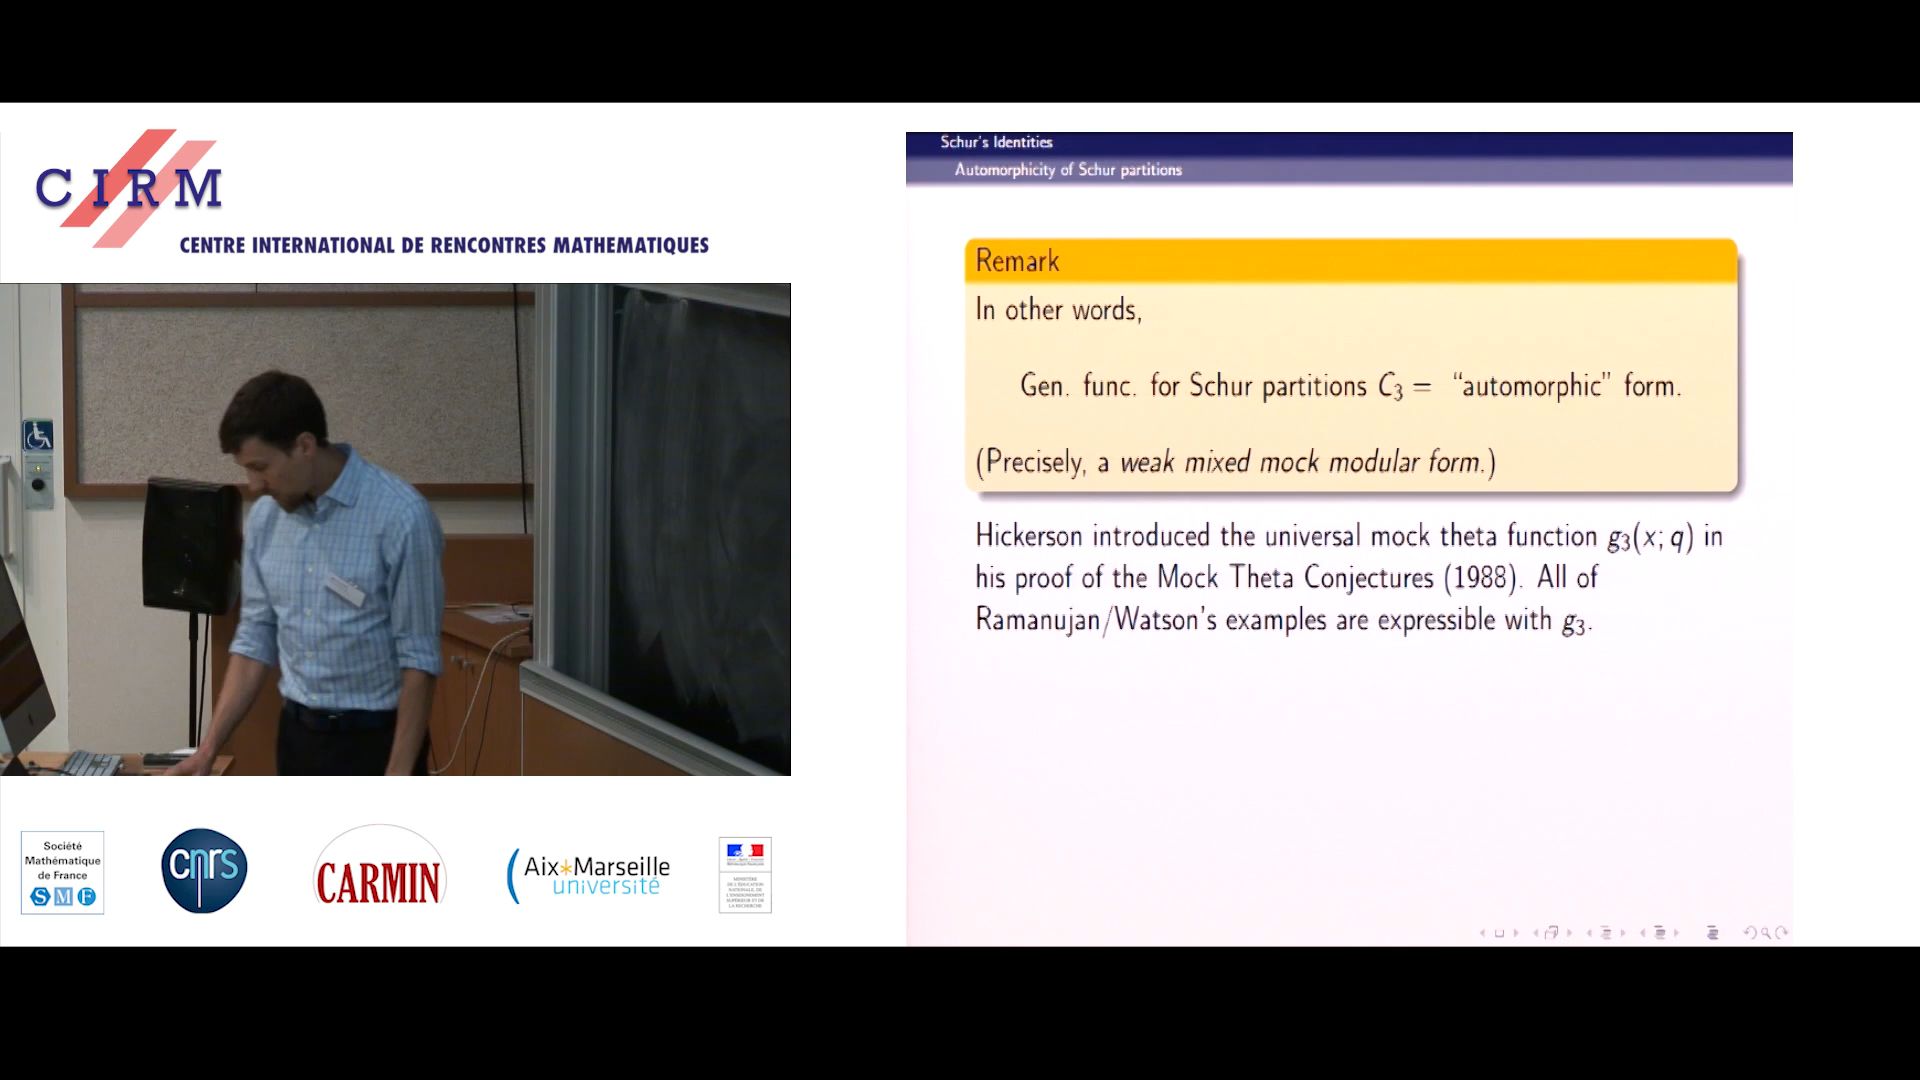 CIRM
CENTRE INTERNATIONAL DE RENCONTRES MATHEMATIQUES
Société
Mathématique
de France
SMF
cnrs
CARMIN
Aix*Marseille
université
Schur's Identities
Automorphicity of Schur partitions
Remark
In other words,
Gen. func. for Schur partitions C₃ = "automorphic" form.
(Precisely, a weak mixed mock modular form.)
Hickerson introduced the universal mock theta function g₃(x; q) in
his proof of the Mock Theta Conjectures (1988). All of
Ramanujan/Watson's examples are expressible with g₃.